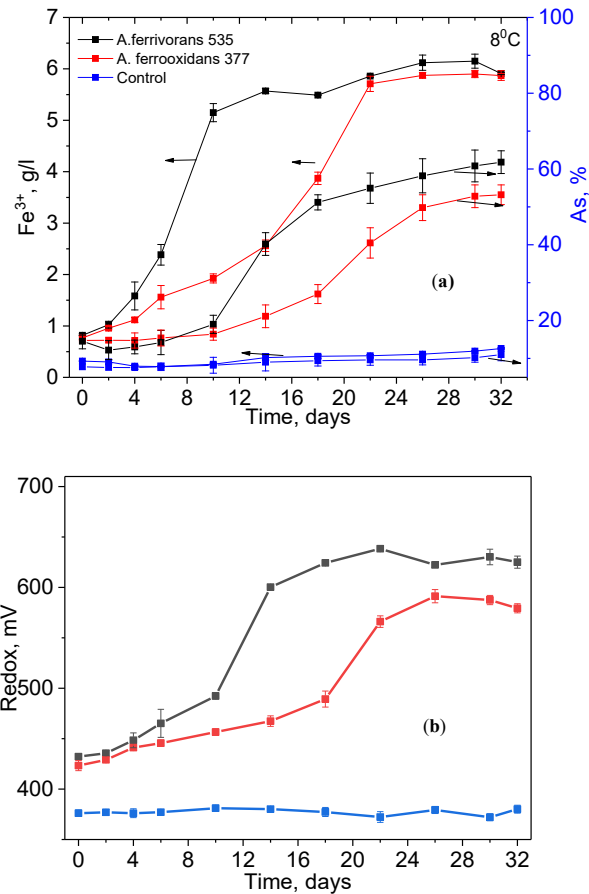 7
6
5
4
3
2
1
0
Fe³⁺, g/l
A.ferrivorans 535
A. ferrooxidans 377
Control
8⁰C
100
80
60
40
20
As, %
(a)
0 4 8 12 16 20 24 28 32
Time, days
700
600
500
400
Redox, mV
(b)
0 4 8 12 16 20 24 28 32
Time, days